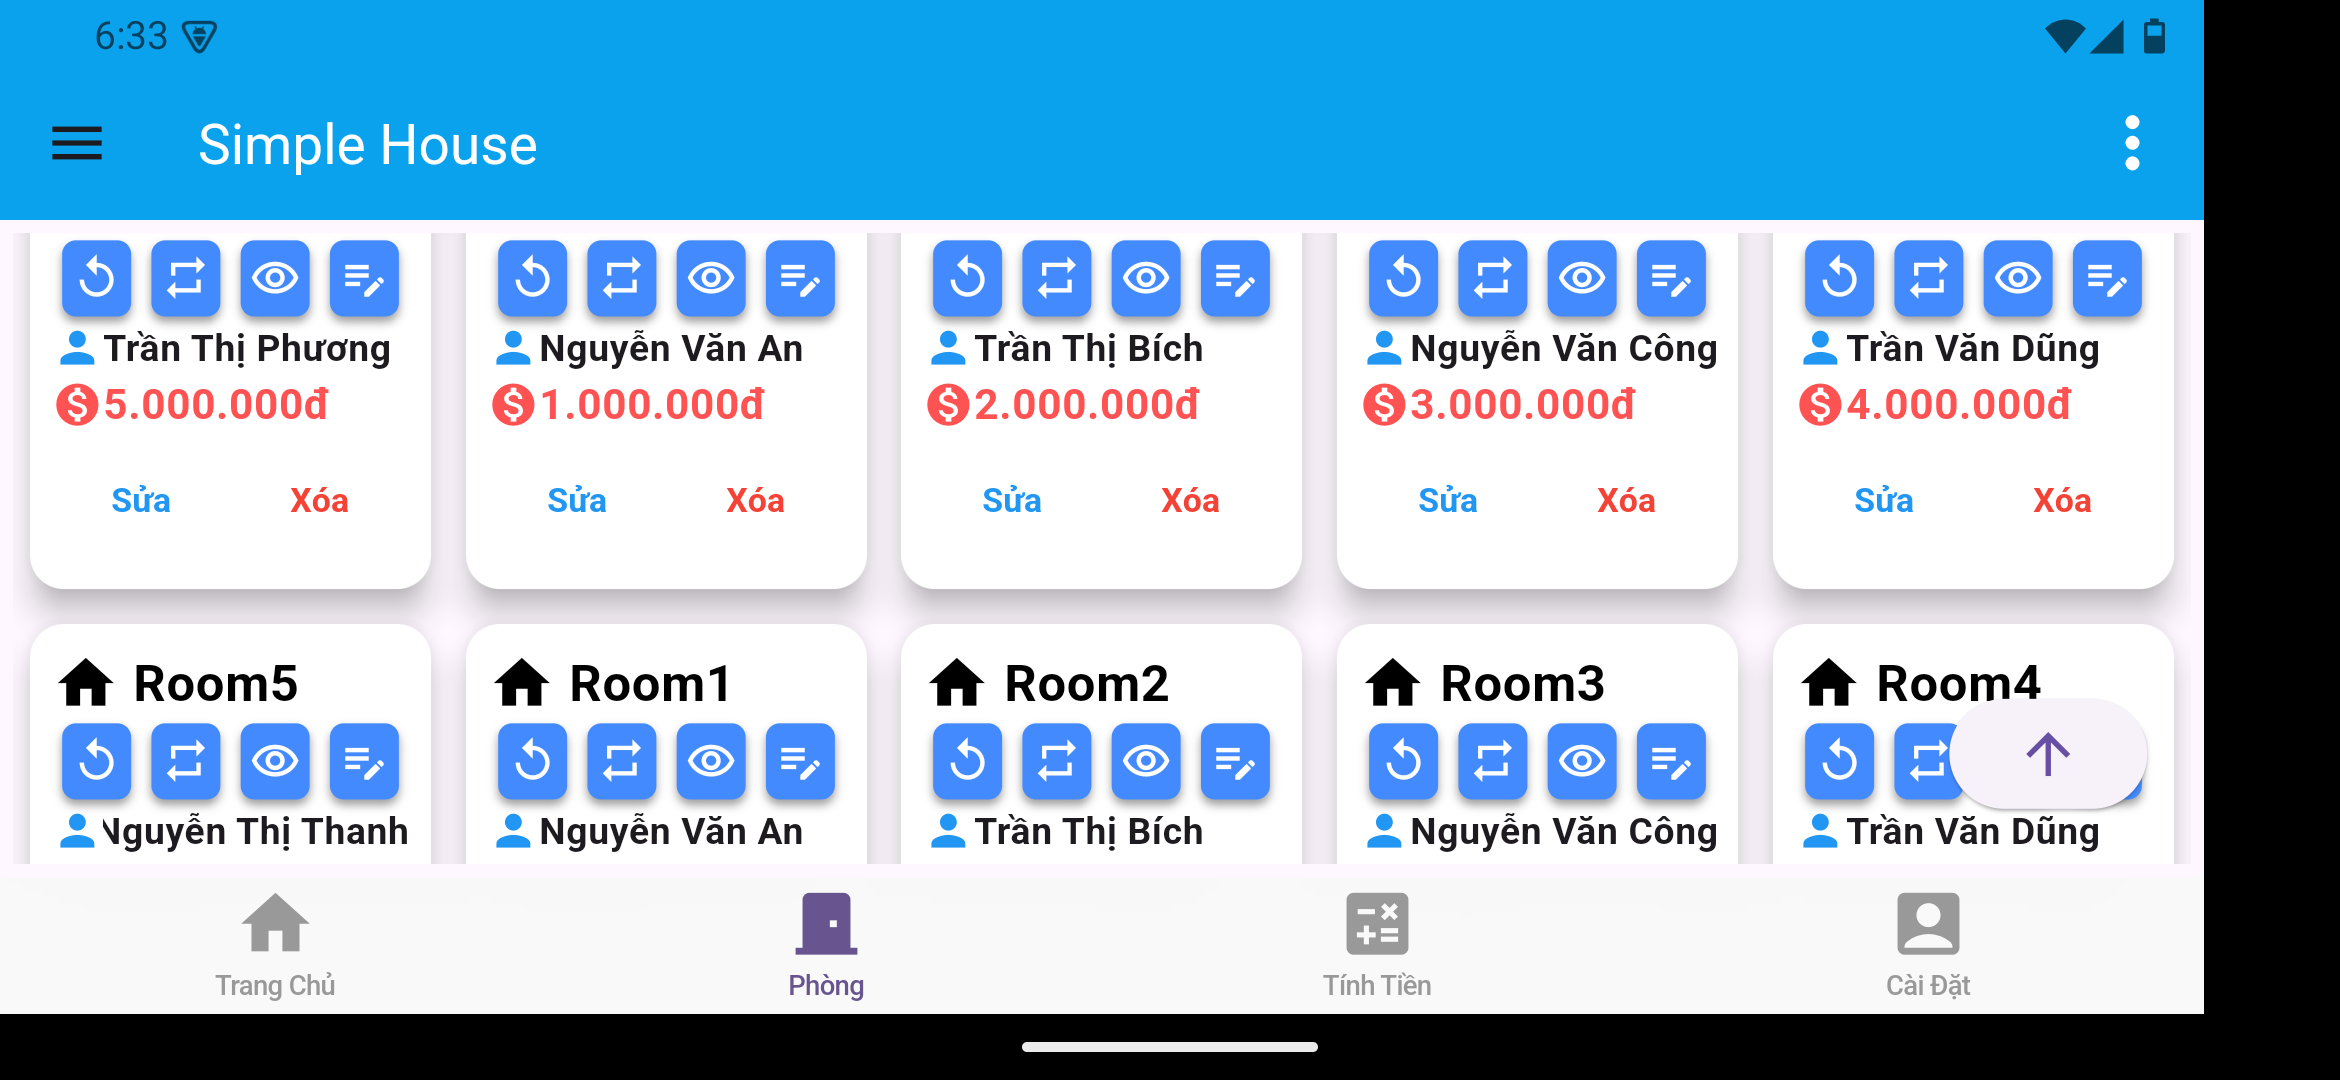 6:33
Simple House
Trần Thị Phương
Nguyễn Văn An
Trần Thị Bích
Nguyễn Văn Công
Trần Văn Dũng
5.000.000đ
1.000.000đ
2.000.000đ
3.000.000đ
4.000.000đ
Sửa Xóa
Sửa Xóa
Sửa Xóa
Sửa Xóa
Sửa Xóa
Room5
Room1
Room2
Room3
Room4
Nguyễn Thị Thanh
Nguyễn Văn An
Trần Thị Bích
Nguyễn Văn Công
Trần Văn Dũng
Trang Chủ
Phòng
Tính Tiền
Cài Đặt